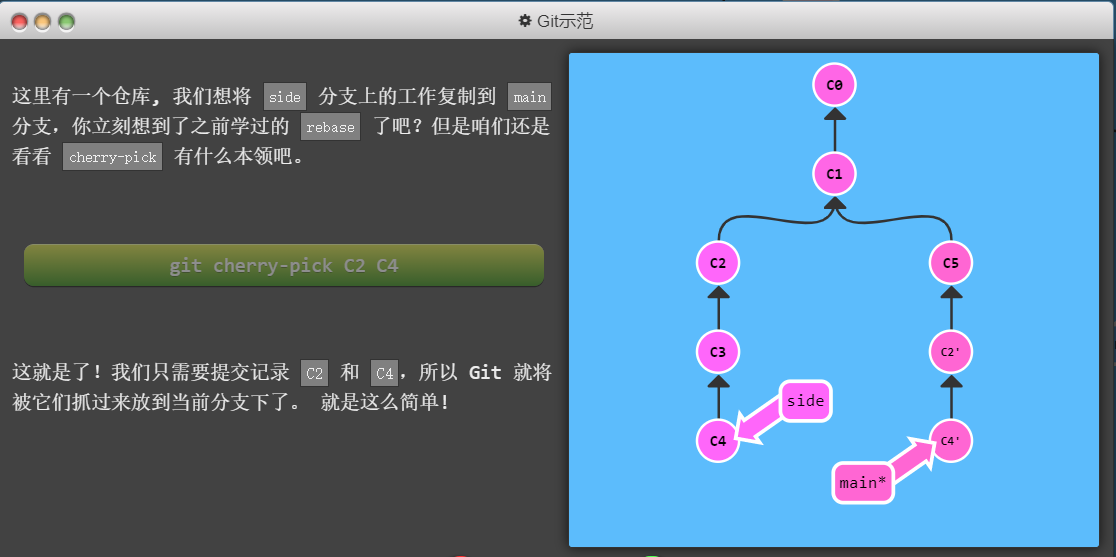 Git示范
这里有一个仓库, 我们想将 side 分支上的工作复制到 main
分支，你立刻想到了之前学过的 rebase 了吧？但是咱们还是
看看 cherry-pick 有什么本领吧。
git cherry-pick C2 C4
这就是了！我们只需要提交记录 C2 和 C4，所以 Git 就将
被它们抓过来放到当前分支下了。 就是这么简单!
C0
C1
C2
C5
C3
C2'
side
C4
C4'
main*